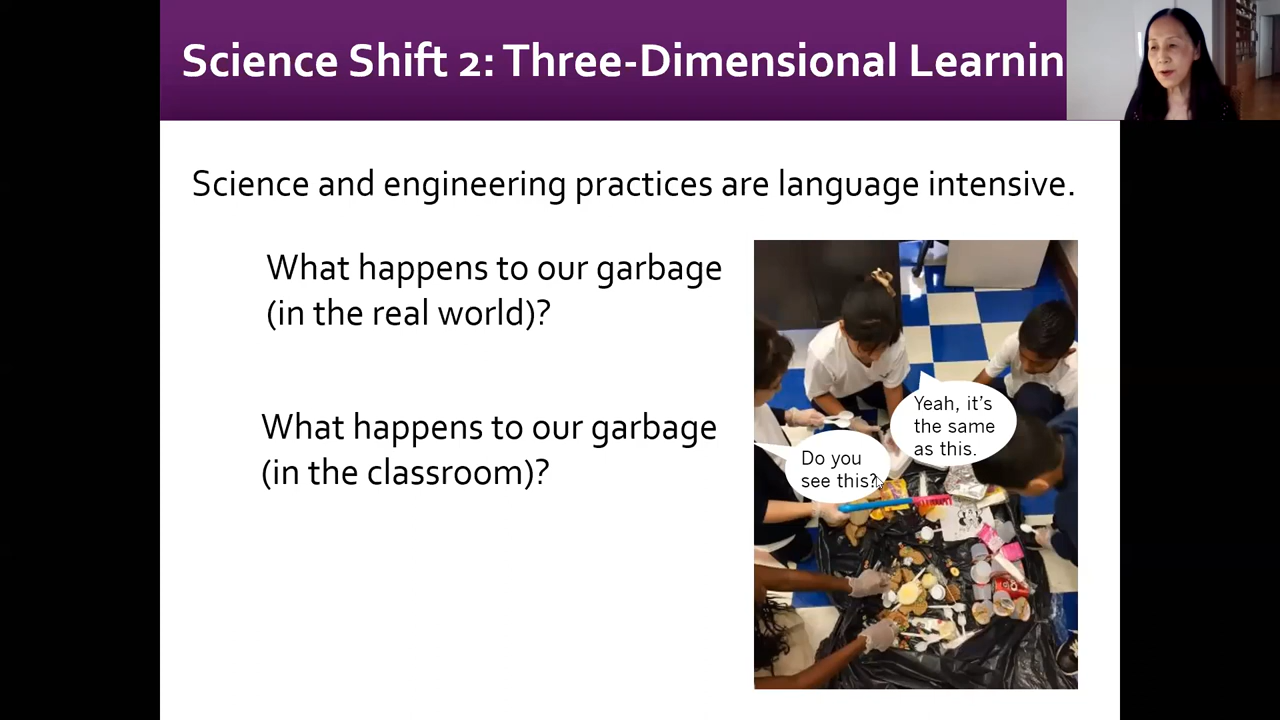 Science Shift 2: Three-Dimensional Learnin
Science and engineering practices are language intensive.
What happens to our garbage
(in the real world)?
What happens to our garbage
(in the classroom)?
Yeah, it's
the same
as this.
Do you
see this?